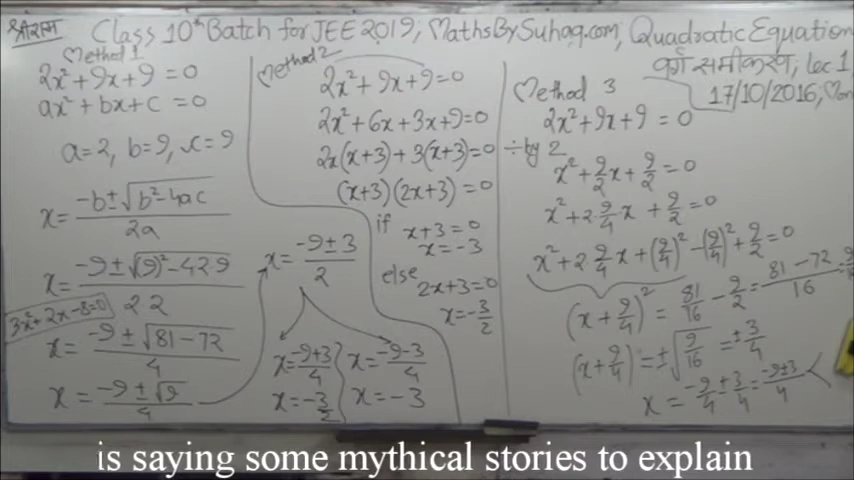 श्रीराम Class 10th Batch for JEE 2019, MathsBySuhag.com, Quadratic Equation
वर्ग समीकरण, Lec 1
17/10/2016, Mon
Method 1
2x² + 9x + 9 = 0
ax² + bx + c = 0
a = 2, b = 9, c = 9
x = (-b ± √(b² - 4ac))/2a
x = (-9 ± √((9)² - 4·2·9))/2·2
3x² + 2x - 8 = 0
x = (-9 ± √(81 - 72))/4
x = (-9 ± √9)/4
x = (-9 ± 3)/2
x = (-9 + 3)/4
x = -3/2
x = (-9 - 3)/4
x = -3
Method 2
2x² + 9x + 9 = 0
2x² + 6x + 3x + 9 = 0
2x(x + 3) + 3(x + 3) = 0
(x + 3)(2x + 3) = 0
if x + 3 = 0
x = -3
else 2x + 3 = 0
x = -3/2
Method 3
2x² + 9x + 9 = 0
÷ by 2
x² + 9/2 x + 9/2 = 0
x² + 2·9/4 x + 9/2 = 0
x² + 2 9/4 x + (9/4)² - (9/4)² + 9/2 = 0
(x + 9/4)² = 81/16 - 9/2 = (81 - 72)/16 = 9/16
(x + 9/4) = ±√(9/16) = ±3/4
x = -9/4 ± 3/4 = (-9 ± 3)/4
is saying some mythical stories to explain